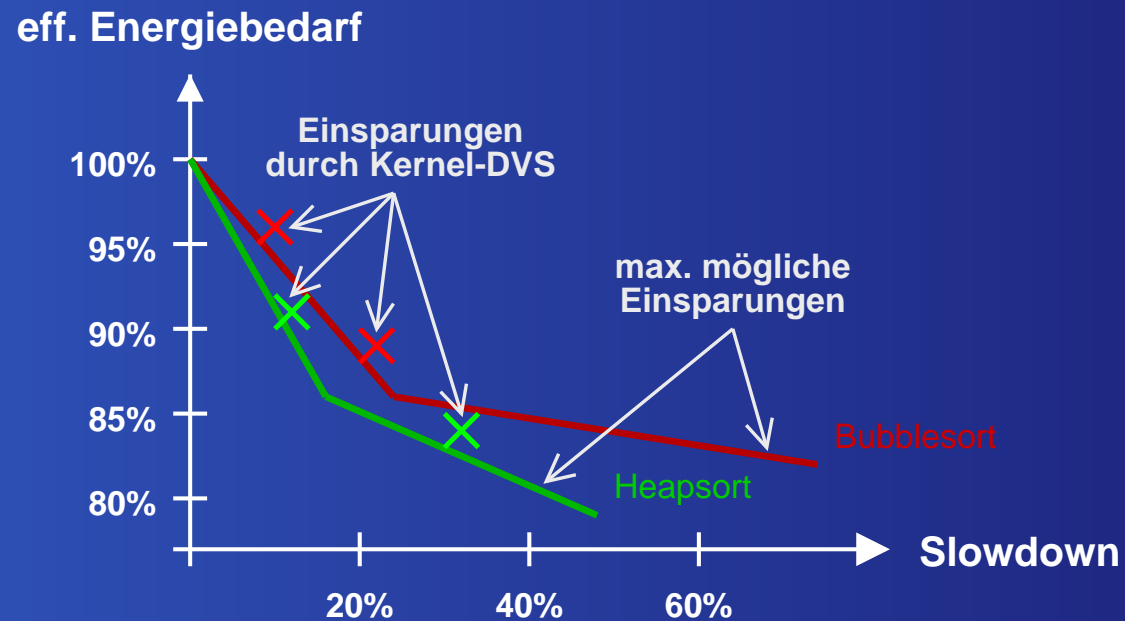 eff. Energiebedarf
Einsparungen
durch Kernel-DVS
100%
95%
90%
85%
80%
max. mögliche
Einsparungen
Bubblesort
Heapsort
Slowdown
20%
40%
60%